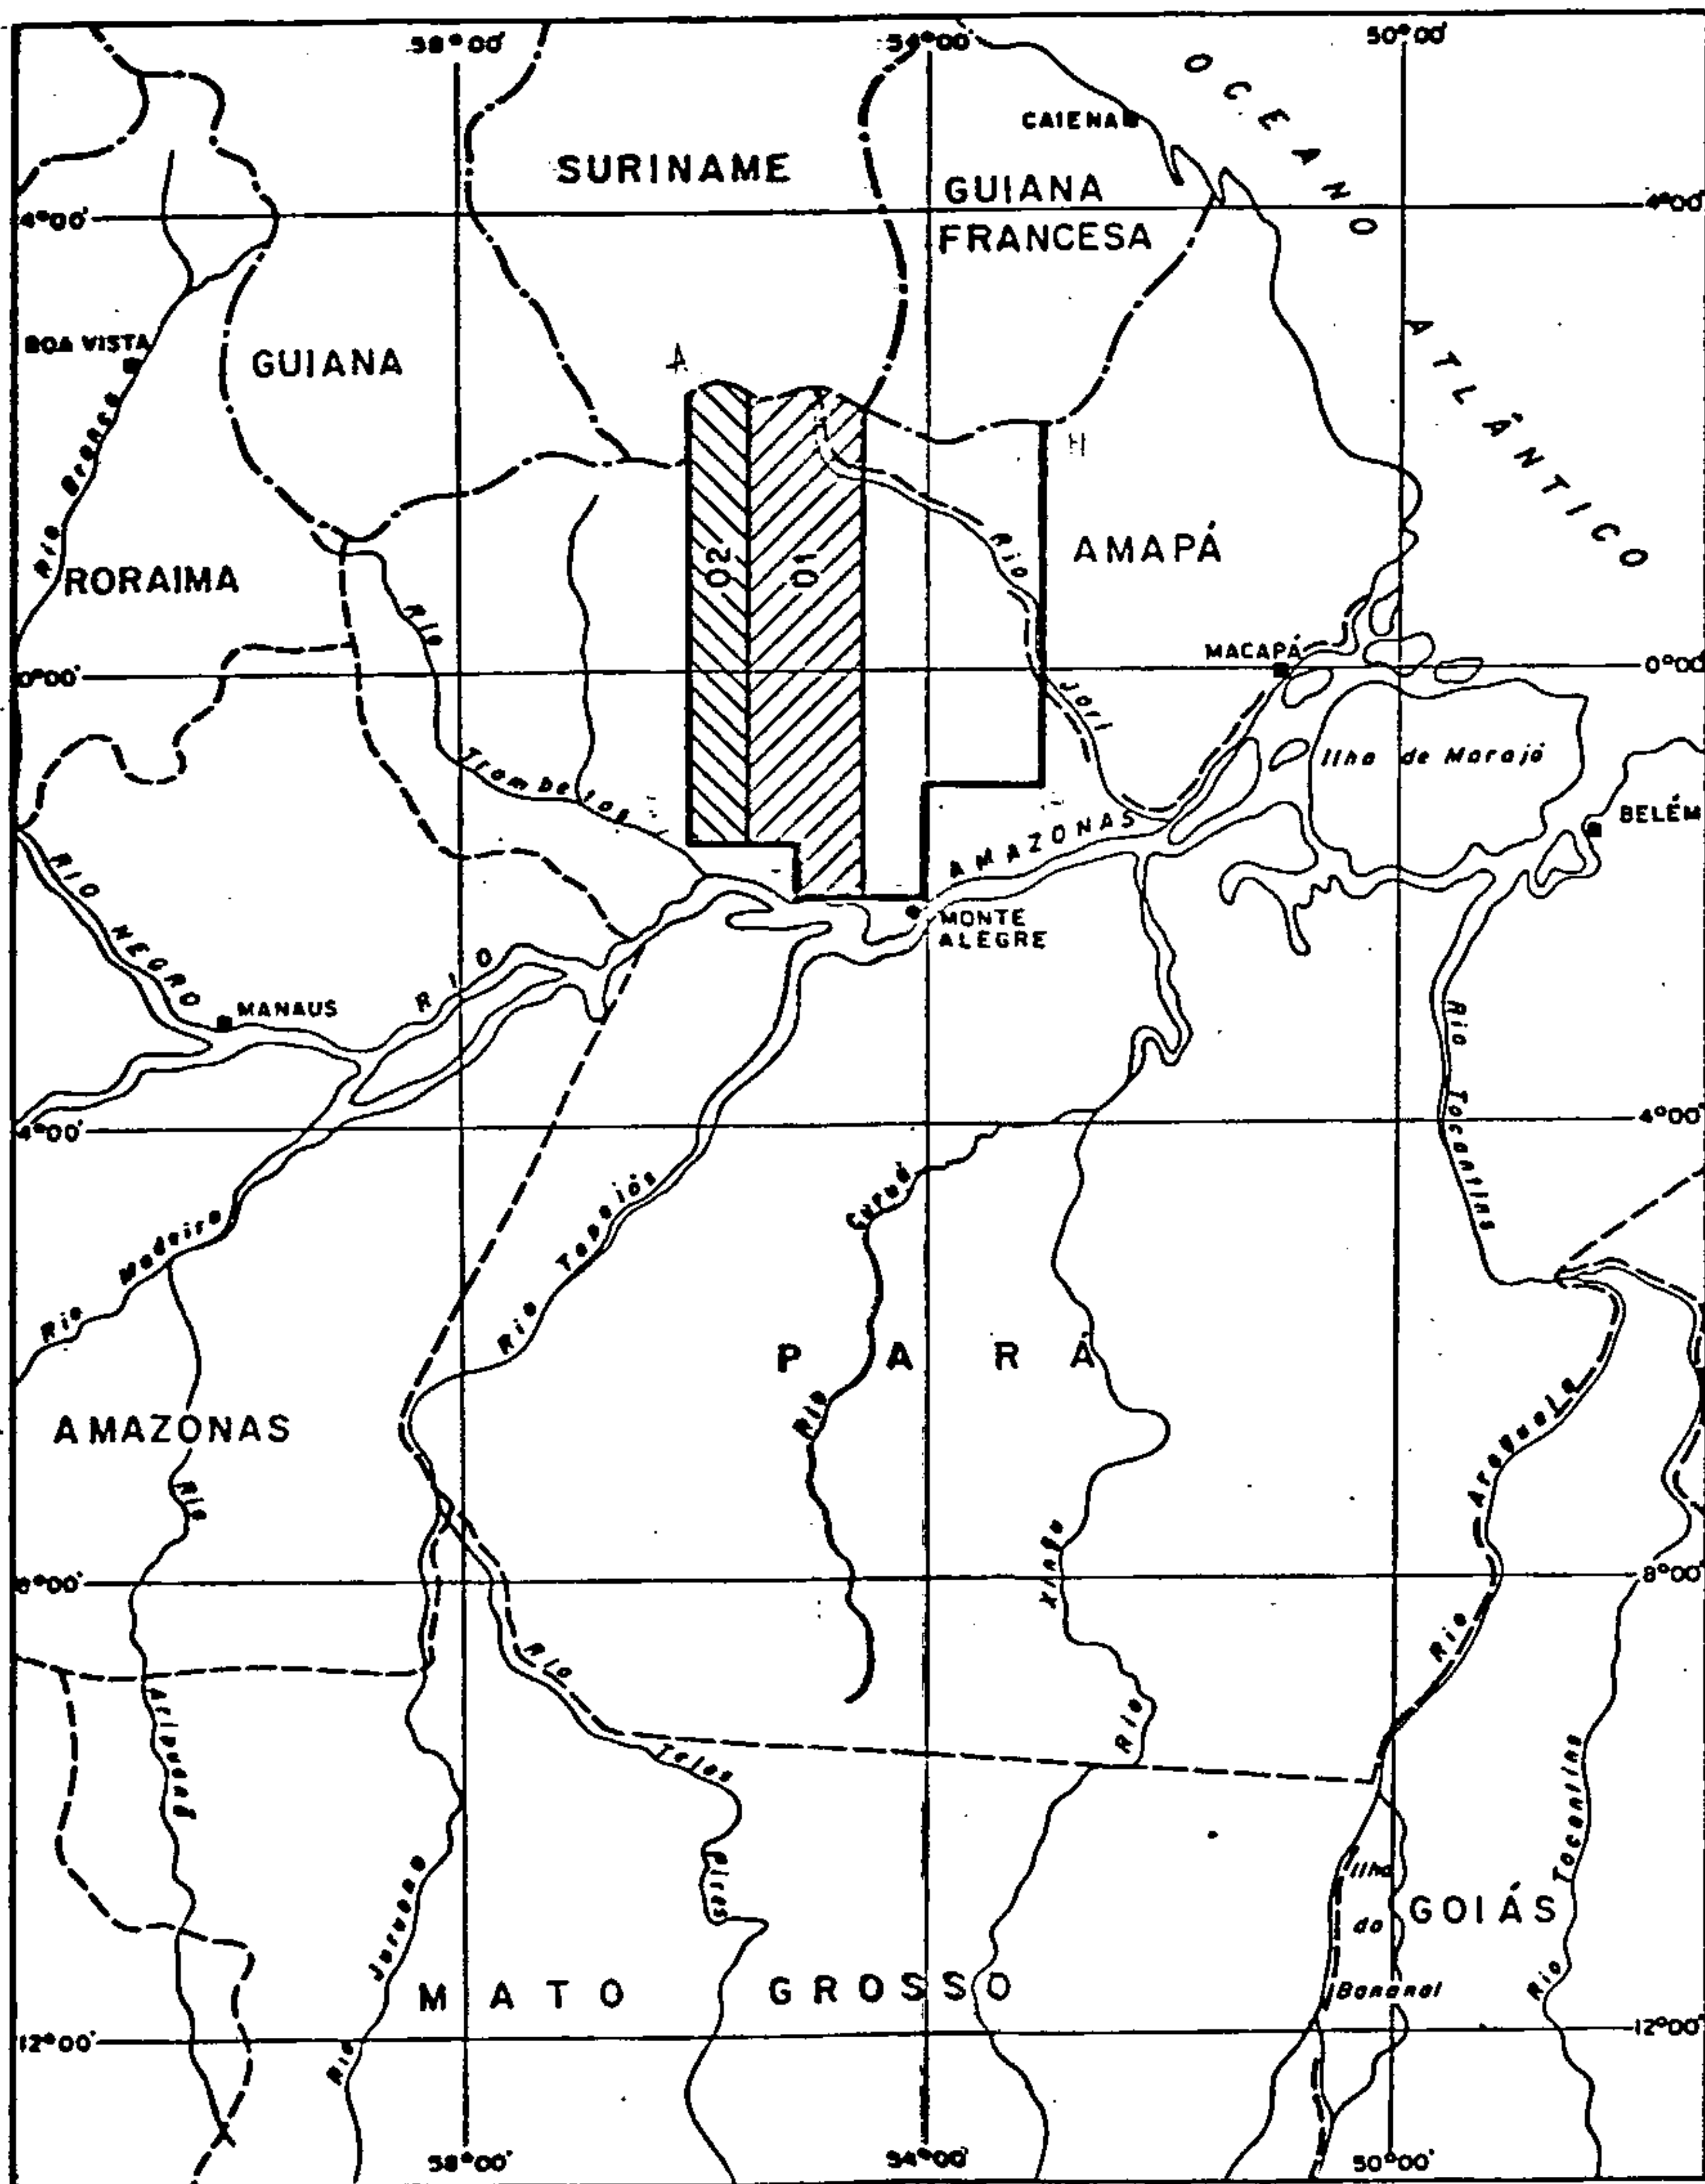 58°00'
54°00'
50°00'
OCEANO
ATLÂNTICO
CAIENA
SURINAME
GUIANA
FRANCESA
4°00'
4°00'
BOA VISTA
GUIANA
A
H
Rio Branco
RORAIMA
02
01
Rio Jari
AMAPÁ
MACAPÁ
0°00'
0°00'
Rio Trombetas
Ilha de Marajó
BELÉM
RIO AMAZONAS
MONTE
ALEGRE
RIO NEGRO
MANAUS
Rio Tocantins
4°00'
4°00'
Rio Madeira
Rio Tapajós
Rio Curuá
PARÁ
AMAZONAS
Rio Aripuanã
Rio Xingu
Rio Araguaia
8°00'
8°00'
Rio Teles Pires
Rio Juruena
Rio Tocantins
Ilha
do
Bananal
GOIÁS
MATO GROSSO
12°00'
12°00'
58°00'
54°00'
50°00'